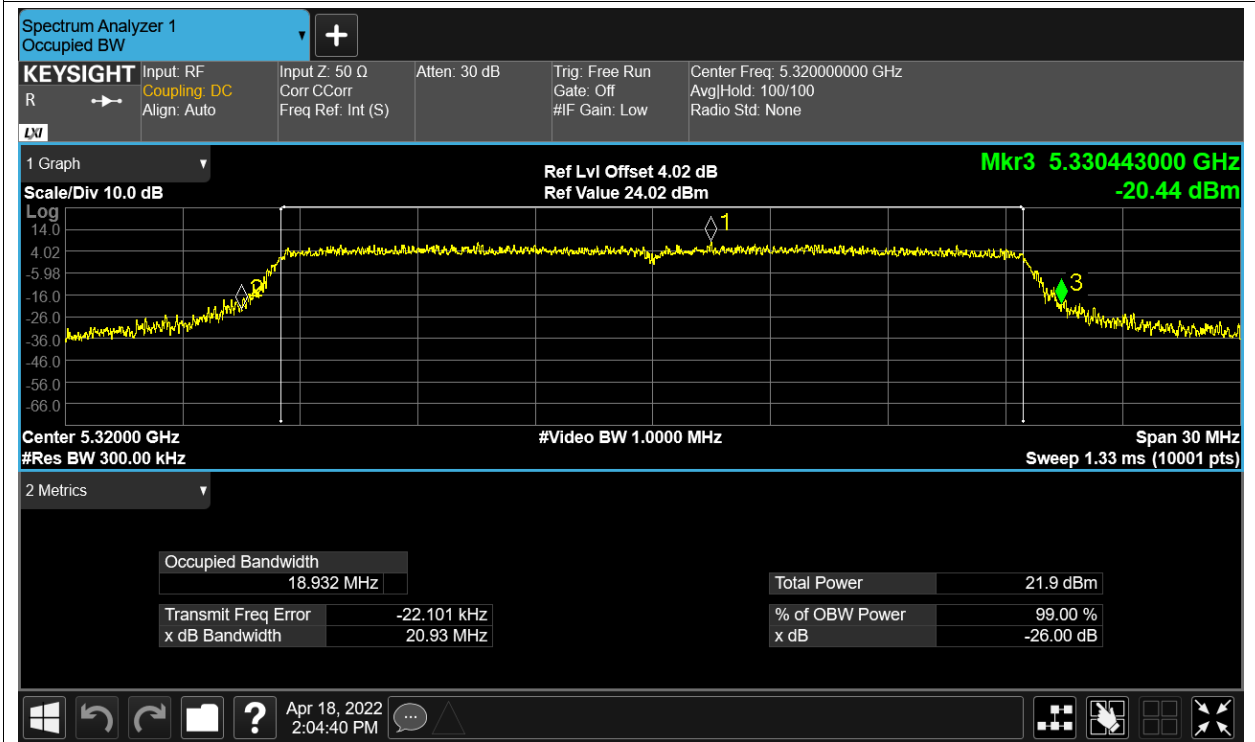 Spectrum Analyzer 1
Occupied BW
KEYSIGHT
R
LXI
Input: RF
Coupling: DC
Align: Auto
Input Z: 50 Ω
Corr CCorr
Freq Ref: Int (S)
Atten: 30 dB
Trig: Free Run
Gate: Off
#IF Gain: Low
Center Freq: 5.320000000 GHz
Avg|Hold: 100/100
Radio Std: None
1 Graph
Scale/Div 10.0 dB
Ref Lvl Offset 4.02 dB
Ref Value 24.02 dBm
Mkr3 5.330443000 GHz
-20.44 dBm
Log
14.0
4.02
-5.98
-16.0
-26.0
-36.0
-46.0
-56.0
-66.0
1
2
3
Center 5.32000 GHz
#Res BW 300.00 kHz
#Video BW 1.0000 MHz
Span 30 MHz
Sweep 1.33 ms (10001 pts)
2 Metrics
Occupied Bandwidth
18.932 MHz
Transmit Freq Error -22.101 kHz
x dB Bandwidth 20.93 MHz
Total Power 21.9 dBm
% of OBW Power 99.00 %
x dB -26.00 dB
?
Apr 18, 2022
2:04:40 PM